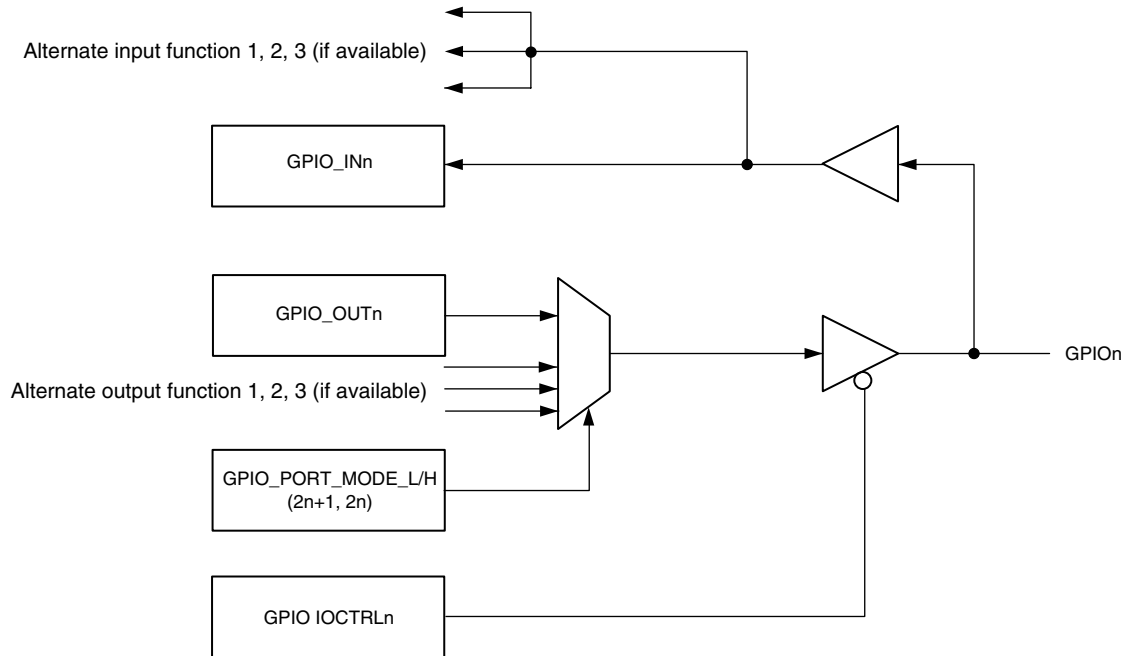 Alternate input function 1, 2, 3 (if available)
GPIO_INn
GPIO_OUTn
GPIOn
Alternate output function 1, 2, 3 (if available)
GPIO_PORT_MODE_L/H
(2n+1, 2n)
GPIO IOCTRLn